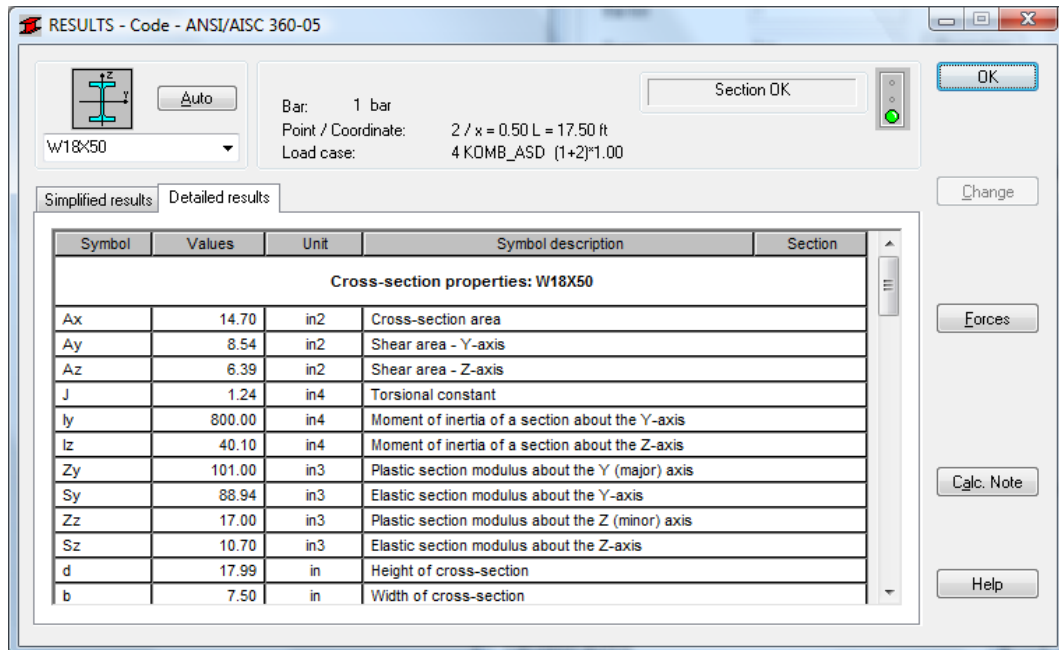 RESULTS - Code - ANSI/AISC 360-05
z
y
Auto
W18X50
Bar: 1 bar
Point / Coordinate: 2 / x = 0.50 L = 17.50 ft
Load case: 4 KOMB_ASD (1+2)*1.00
Section OK
OK
Change
Forces
Calc. Note
Help
Simplified results Detailed results
Symbol Values Unit Symbol description Section
Cross-section properties: W18X50
Ax 14.70 in2 Cross-section area
Ay 8.54 in2 Shear area - Y-axis
Az 6.39 in2 Shear area - Z-axis
J 1.24 in4 Torsional constant
Iy 800.00 in4 Moment of inertia of a section about the Y-axis
Iz 40.10 in4 Moment of inertia of a section about the Z-axis
Zy 101.00 in3 Plastic section modulus about the Y (major) axis
Sy 88.94 in3 Elastic section modulus about the Y-axis
Zz 17.00 in3 Plastic section modulus about the Z (minor) axis
Sz 10.70 in3 Elastic section modulus about the Z-axis
d 17.99 in Height of cross-section
b 7.50 in Width of cross-section